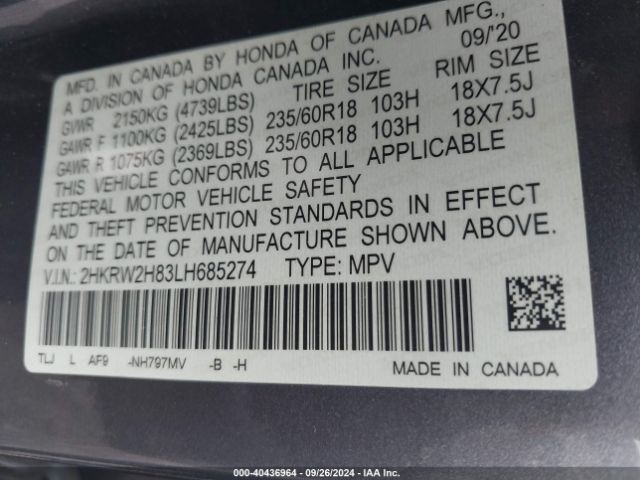 MFD. IN CANADA BY HONDA OF CANADA MFG.,
A DIVISION OF HONDA CANADA INC. 09/'20
TIRE SIZE RIM SIZE
GVWR 2150KG (4739LBS)
GAWR F 1100KG (2425LBS) 235/60R18 103H 18X7.5J
GAWR R 1075KG (2369LBS) 235/60R18 103H 18X7.5J
THIS VEHICLE CONFORMS TO ALL APPLICABLE
FEDERAL MOTOR VEHICLE SAFETY
AND THEFT PREVENTION STANDARDS IN EFFECT
ON THE DATE OF MANUFACTURE SHOWN ABOVE.
V.I.N.: 2HKRW2H83LH685274 TYPE: MPV
TLJ L AF9 -NH797MV -B -H
MADE IN CANADA
000-40436964 | 09/26/2024 | IAA Inc.